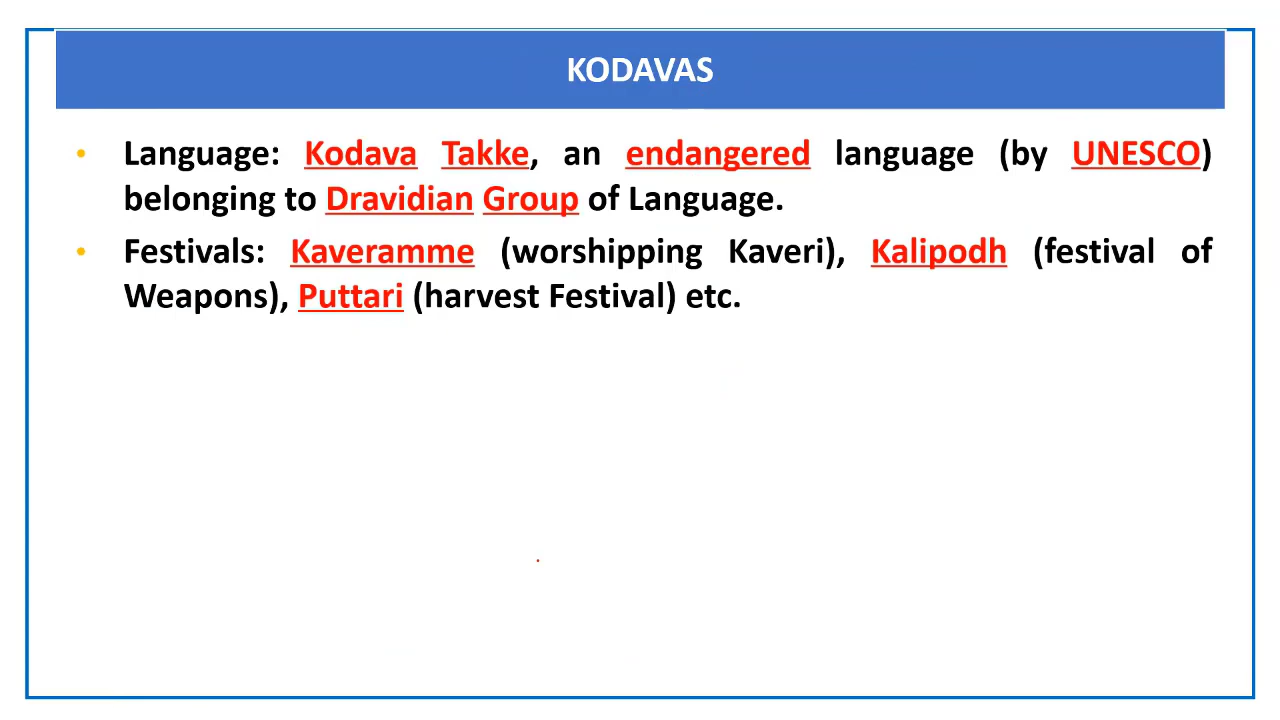 KODAVAS
• Language: Kodava Takke, an endangered language (by UNESCO)
belonging to Dravidian Group of Language.
• Festivals: Kaveramme (worshipping Kaveri), Kalipodh (festival of
Weapons), Puttari (harvest Festival) etc.